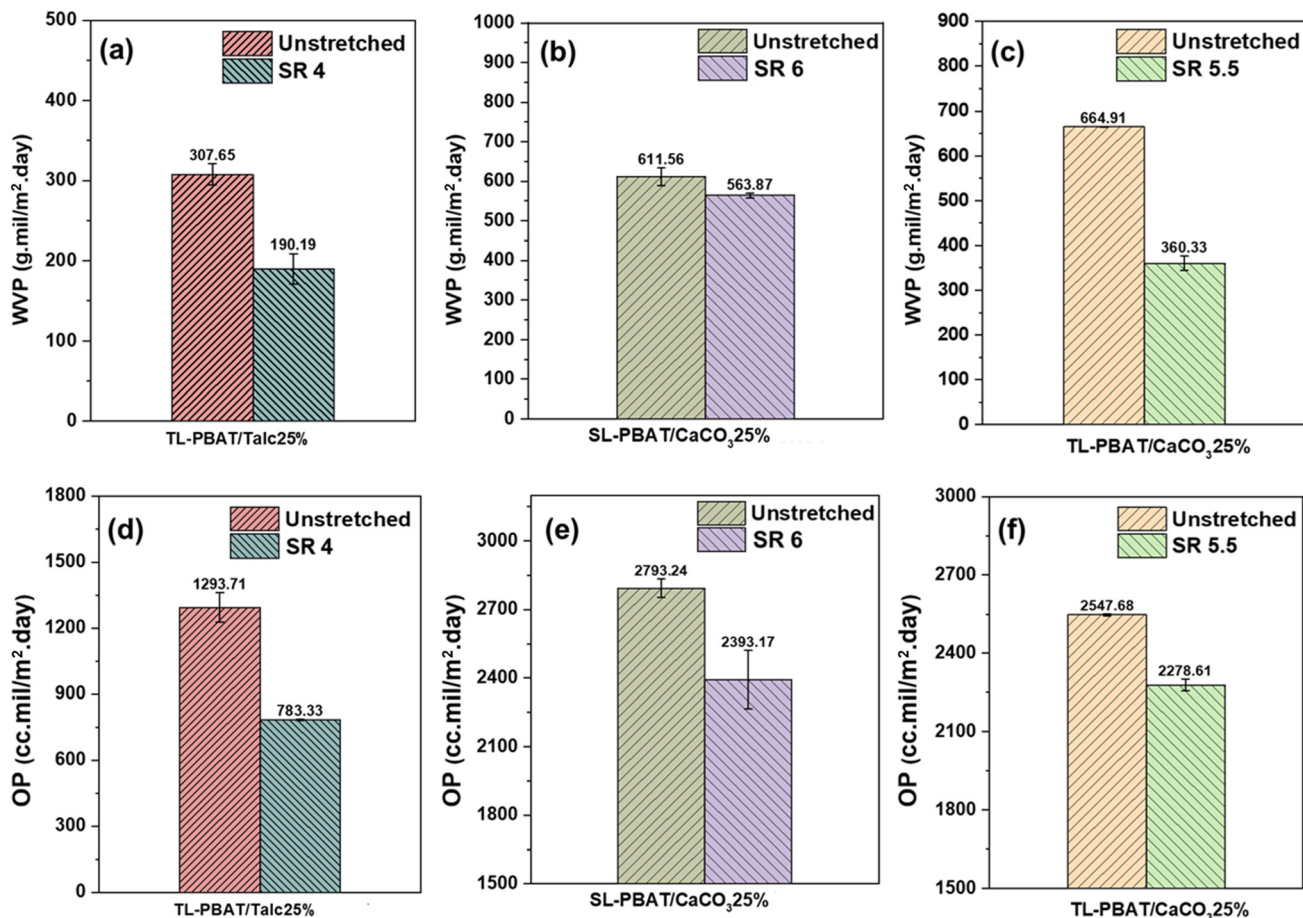 (a)
Unstretched
SR 4
WVP (g.mil/m².day)
500
400
300
200
100
0
307.65
190.19
TL-PBAT/Talc25%
(b)
Unstretched
SR 6
WVP (g.mil/m².day)
1000
900
800
700
600
500
400
300
200
100
0
611.56
563.87
SL-PBAT/CaCO₃25%
(c)
Unstretched
SR 5.5
WVP (g.mil/m².day)
900
800
700
600
500
400
300
200
100
0
664.91
360.33
TL-PBAT/CaCO₃25%
(d)
Unstretched
SR 4
OP (cc.mil/m².day)
1800
1500
1200
900
600
300
0
1293.71
783.33
TL-PBAT/Talc25%
(e)
Unstretched
SR 6
OP (cc.mil/m².day)
3000
2700
2400
2100
1800
1500
2793.24
2393.17
SL-PBAT/CaCO₃25%
(f)
Unstretched
SR 5.5
OP (cc.mil/m².day)
3000
2700
2400
2100
1800
1500
2547.68
2278.61
TL-PBAT/CaCO₃25%